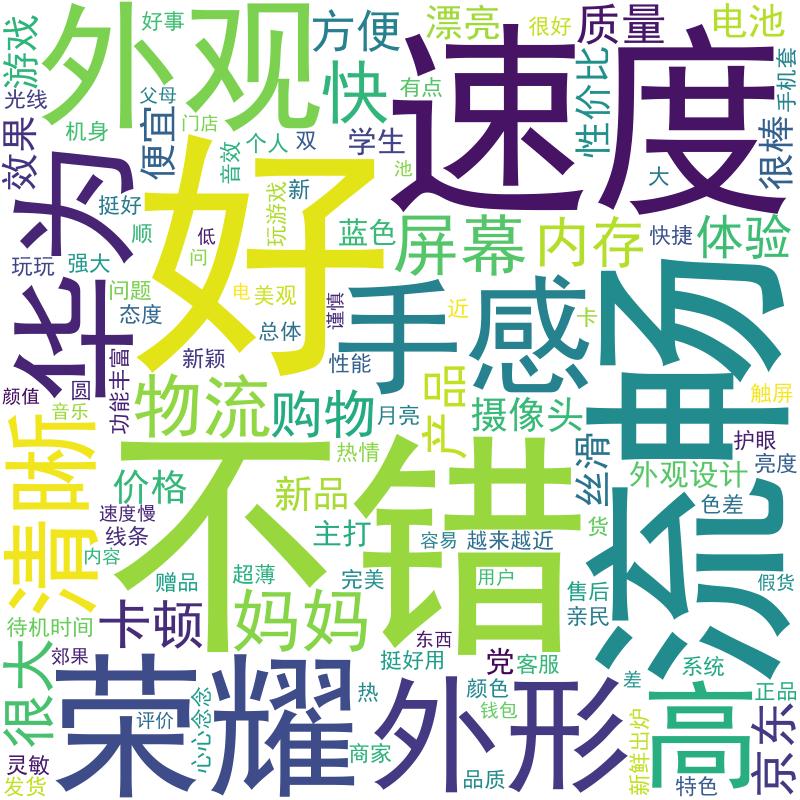 好事
外观
方便
漂亮
很好
质量
电池
游戏
快
速度
有点
性价比
手机套
光线
父母
效果
机身
便宜
门店
音效
个人
双
学生
很棒
池
大
华为
好
挺好
顺
玩游戏
新
低
蓝色
屏幕
内存
快捷
体验
玩玩
强大
问
问题
电
美观
谨慎
手感
近
卡
流畅
态度
总体
新颖
性能
功能丰富
颜值
圆
音乐
物流
购物
月亮
产品
摄像头
触屏
清晰
不错
热情
丝滑
护眼
外观设计
亮度
价格
新品
色差
速度慢
线条
主打
货
内容
容易
越来越近
赠品
超薄
完美
用户
售后
假货
待机时间
卡顿
妈妈
亲民
东西
很大
郊果
挺好用
党
客服
系统
荣耀
心心念念
热
颜色
外形
差
高
正品
评价
钱包
新鲜出炉
京东
灵敏
商家
发货
品质
特色